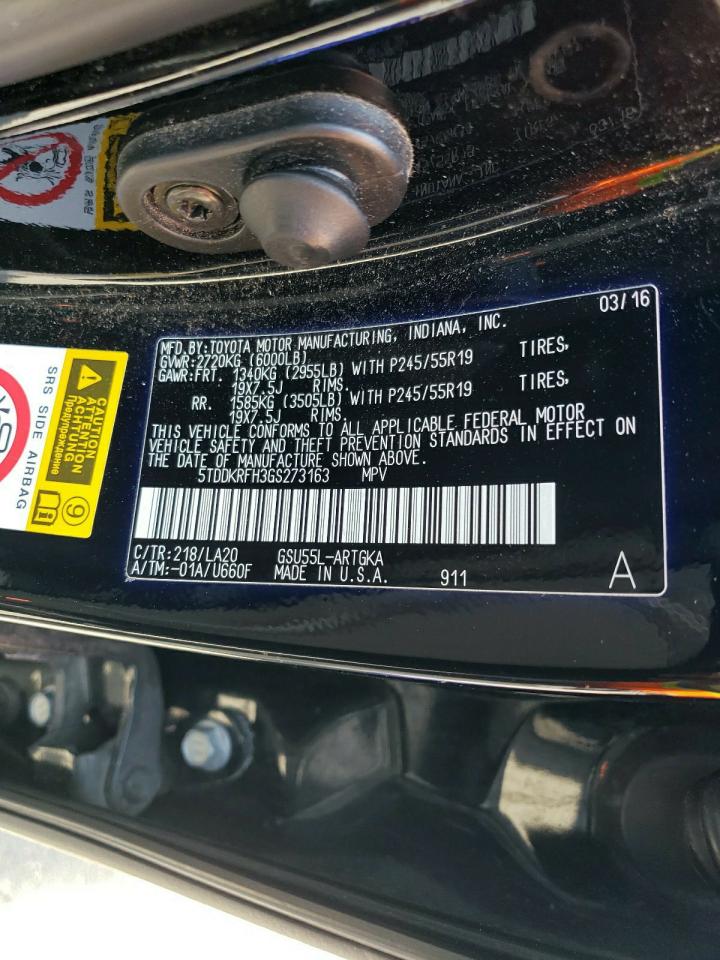 03/16
MFD.BY:TOYOTA MOTOR MANUFACTURING, INDIANA, INC.
GVWR:2720KG (6000LB)
GAWR:FRT. 1340KG (2955LB) WITH P245/55R19 TIRES,
19X7.5J RIMS.
RR. 1585KG (3505LB) WITH P245/55R19 TIRES,
19X7.5J RIMS.
THIS VEHICLE CONFORMS TO ALL APPLICABLE FEDERAL MOTOR
VEHICLE SAFETY AND THEFT PREVENTION STANDARDS IN EFFECT ON
THE DATE OF MANUFACTURE SHOWN ABOVE.
5TDDKRFH3GS273163 MPV
C/TR:218/LA20 GSU55L-ARTGKA
A/TM:-01A/U660F MADE IN U.S.A. 911 A
SRS SIDE AIRBAG
CAUTION
ATTENTION
ACHTUNG
Предупреждение
9